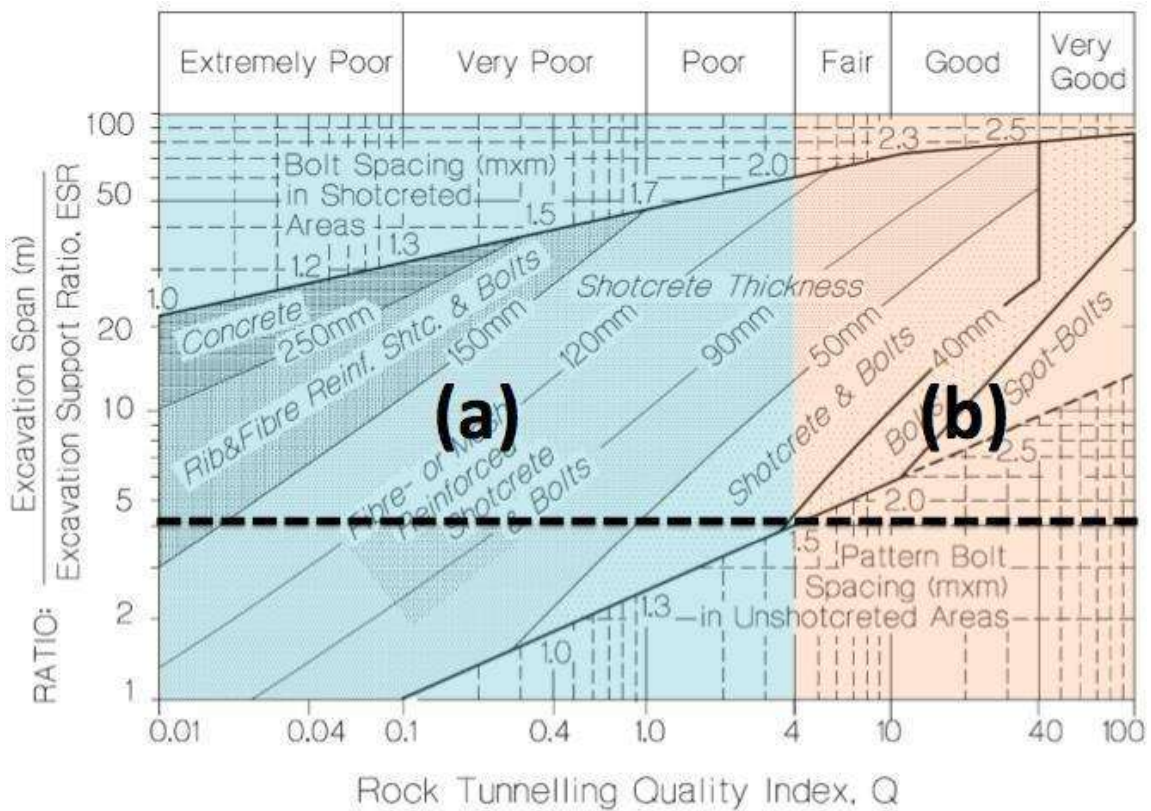 Extremely Poor
Very Poor
Poor
Fair
Good
Very
Good
100
50
20
10
5
2
1
RATIO:
Excavation Span (m)
Excavation Support Ratio, ESR
Bolt Spacing (mxm)
in Shotcreted
Areas
1.0
1.2
1.3
1.5
1.7
2.0
2.3
2.5
Concrete
250mm
Rib&Fibre Reinf. Shtc. & Bolts
150mm
Shotcrete Thickness
120mm
90mm
50mm
40mm
(a)
(b)
Fibre- or Mesh
Reinforced
Shotcrete
& Bolts
Shotcrete & Bolts
Spot-Bolts
2.5
2.0
.5
1.3
1.0
Pattern Bolt
Spacing (mxm)
in Unshotcreted Areas
0.01
0.04
0.1
0.4
1.0
4
10
40
100
Rock Tunnelling Quality Index, Q